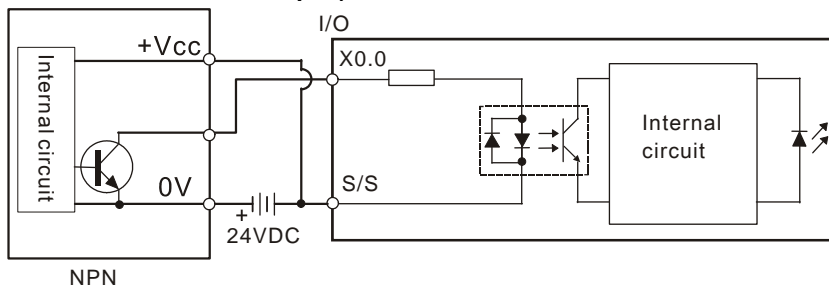 I/O
+Vcc
X0.0
Internal circuit
Internal
circuit
0V
S/S
+
24VDC
NPN